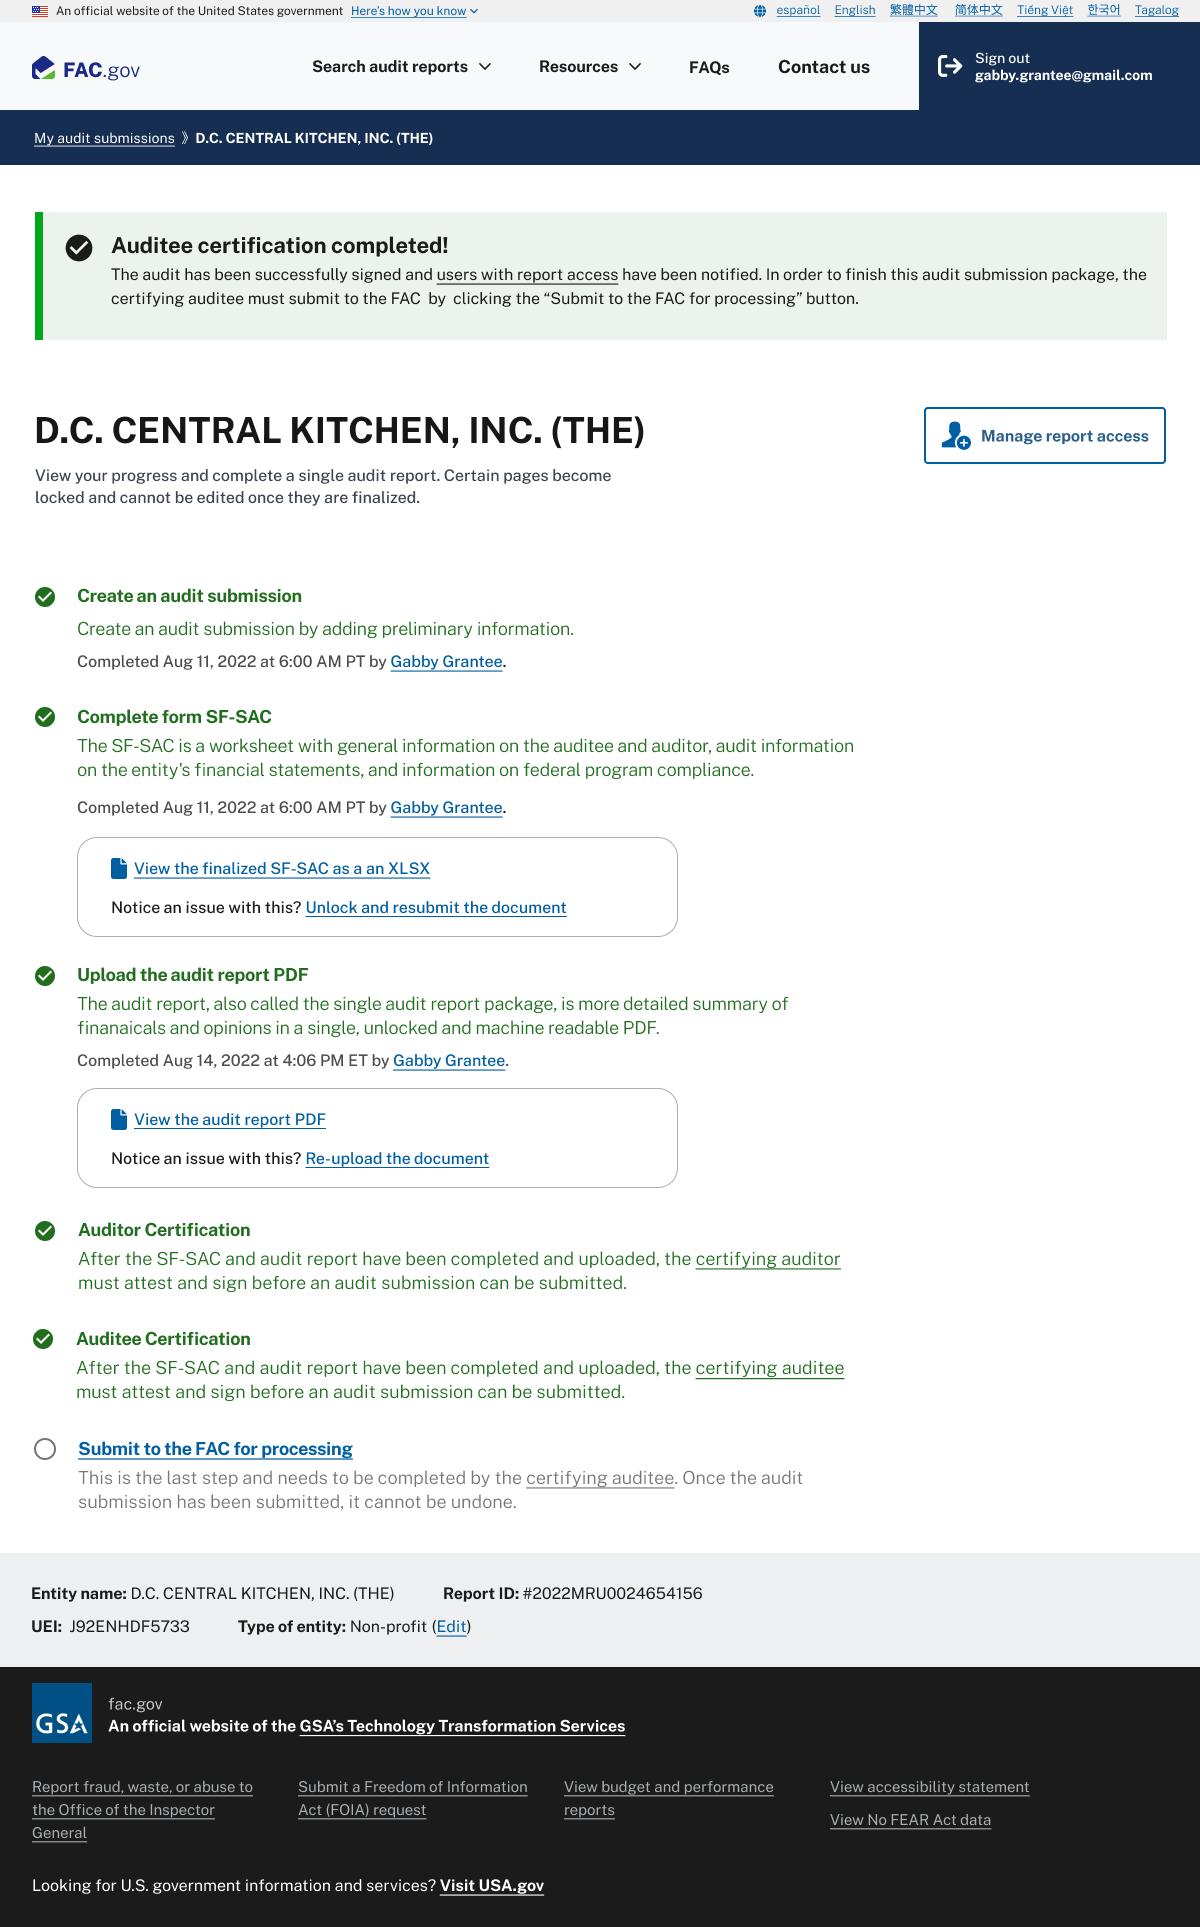 An official website of the United States government Here's how you know
español English 繁體中文 简体中文 Tiếng Việt 한국어 Tagalog
FAC.gov
Search audit reports Resources FAQs Contact us
Sign out
gabby.grantee@gmail.com
My audit submissions 》 D.C. CENTRAL KITCHEN, INC. (THE)
Auditee certification completed!
The audit has been successfully signed and users with report access have been notified. In order to finish this audit submission package, the
certifying auditee must submit to the FAC by clicking the “Submit to the FAC for processing” button.
D.C. CENTRAL KITCHEN, INC. (THE)
Manage report access
View your progress and complete a single audit report. Certain pages become
locked and cannot be edited once they are finalized.
Create an audit submission
Create an audit submission by adding preliminary information.
Completed Aug 11, 2022 at 6:00 AM PT by Gabby Grantee.
Complete form SF-SAC
The SF-SAC is a worksheet with general information on the auditee and auditor, audit information
on the entity's financial statements, and information on federal program compliance.
Completed Aug 11, 2022 at 6:00 AM PT by Gabby Grantee.
View the finalized SF-SAC as a an XLSX
Notice an issue with this? Unlock and resubmit the document
Upload the audit report PDF
The audit report, also called the single audit report package, is more detailed summary of
finanaicals and opinions in a single, unlocked and machine readable PDF.
Completed Aug 14, 2022 at 4:06 PM ET by Gabby Grantee.
View the audit report PDF
Notice an issue with this? Re-upload the document
Auditor Certification
After the SF-SAC and audit report have been completed and uploaded, the certifying auditor
must attest and sign before an audit submission can be submitted.
Auditee Certification
After the SF-SAC and audit report have been completed and uploaded, the certifying auditee
must attest and sign before an audit submission can be submitted.
Submit to the FAC for processing
This is the last step and needs to be completed by the certifying auditee. Once the audit
submission has been submitted, it cannot be undone.
Entity name: D.C. CENTRAL KITCHEN, INC. (THE) Report ID: #2022MRU0024654156
UEI: J92ENHDF5733 Type of entity: Non-profit (Edit)
GSA
fac.gov
An official website of the GSA’s Technology Transformation Services
Report fraud, waste, or abuse to
the Office of the Inspector
General
Submit a Freedom of Information
Act (FOIA) request
View budget and performance
reports
View accessibility statement
View No FEAR Act data
Looking for U.S. government information and services? Visit USA.gov